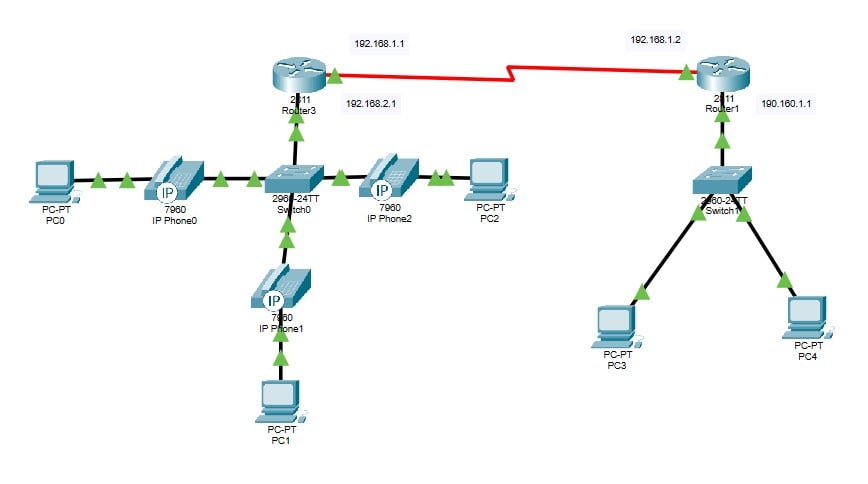 192.168.1.1
192.168.1.2
2811
Router3
192.168.2.1
2811
Router1
190.160.1.1
PC-PT
PC0
IP
7960
IP Phone0
2960-24TT
Switch0
IP
7960
IP Phone2
PC-PT
PC2
2960-24TT
Switch1
IP
7960
IP Phone1
PC-PT
PC3
PC-PT
PC4
PC-PT
PC1